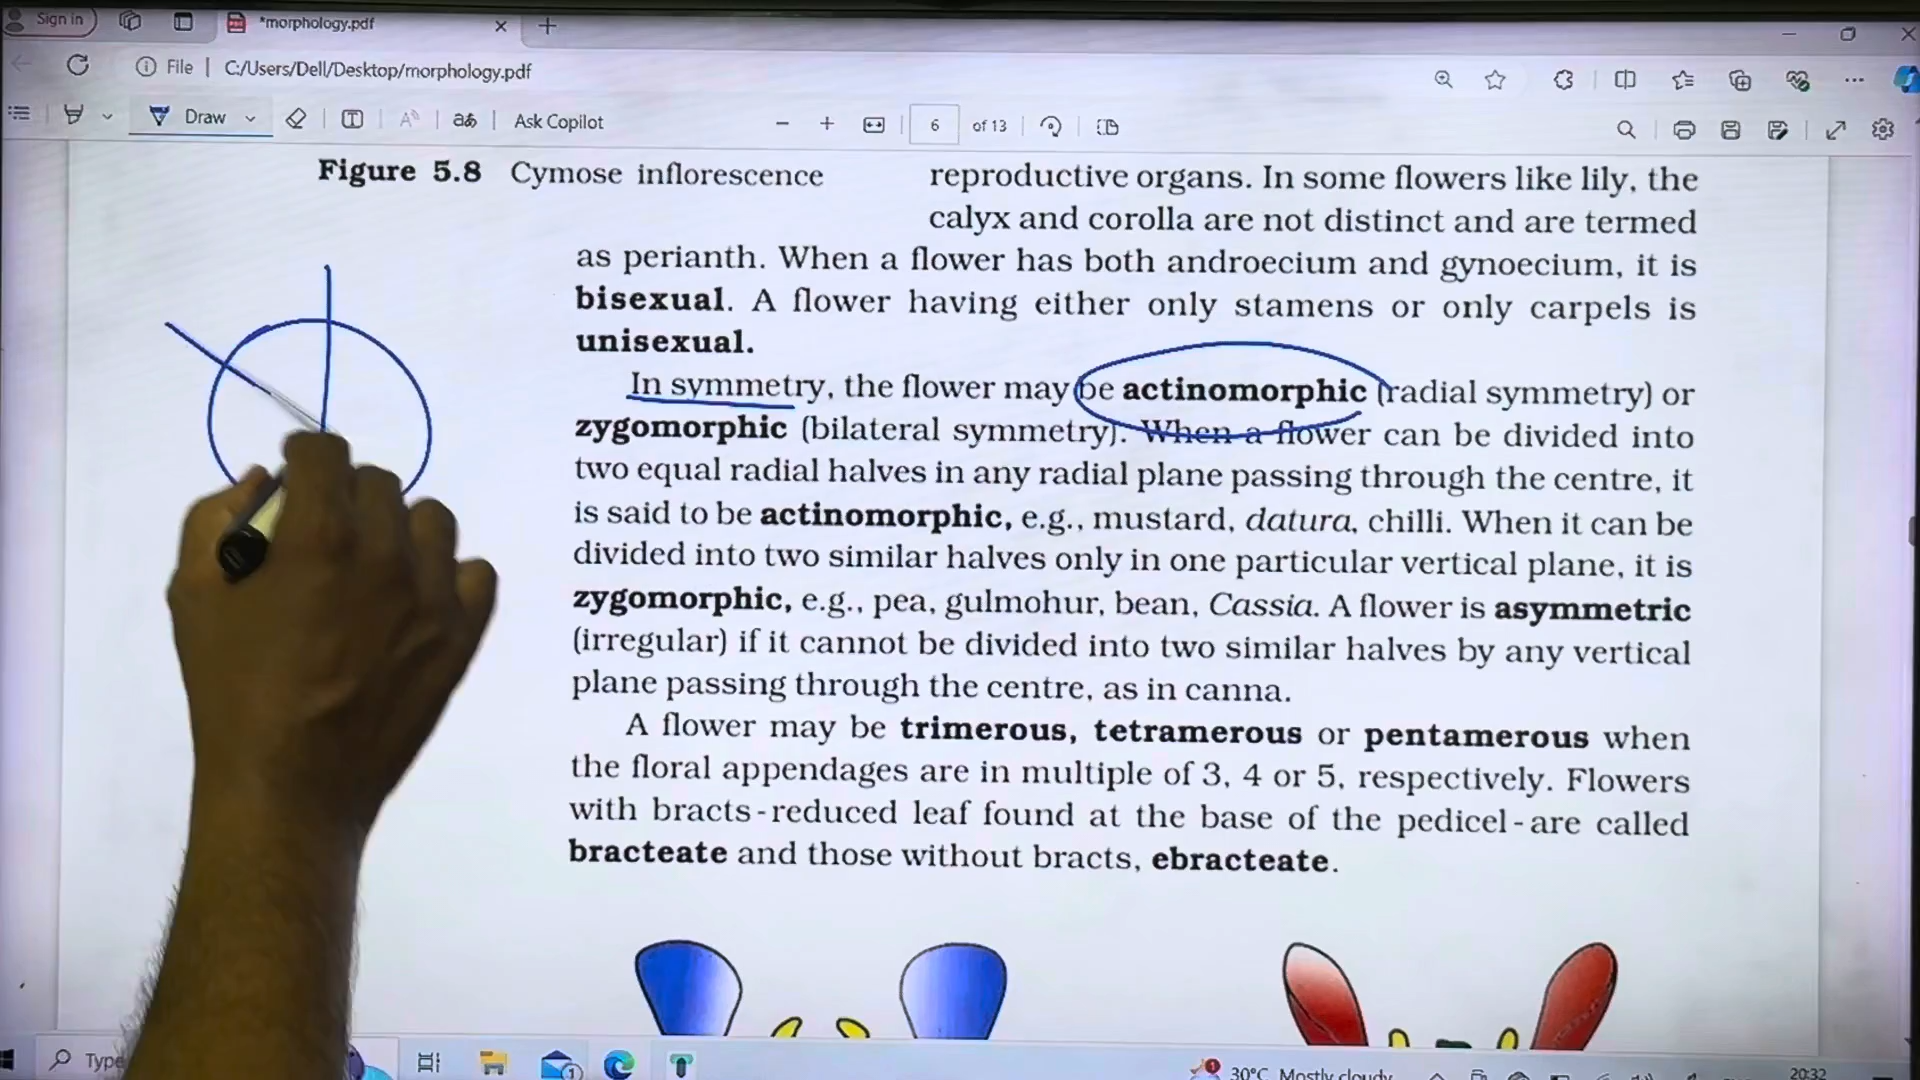 Sign in
*morphology.pdf
File | C:/Users/Dell/Desktop/morphology.pdf
Draw
Ask Copilot
6 of 13
Figure 5.8 Cymose inflorescence
reproductive organs. In some flowers like lily, the
calyx and corolla are not distinct and are termed
as perianth. When a flower has both androecium and gynoecium, it is
bisexual. A flower having either only stamens or only carpels is
unisexual.
In symmetry, the flower may be actinomorphic (radial symmetry) or
zygomorphic (bilateral symmetry). When a flower can be divided into
two equal radial halves in any radial plane passing through the centre, it
is said to be actinomorphic, e.g., mustard, datura, chilli. When it can be
divided into two similar halves only in one particular vertical plane, it is
zygomorphic, e.g., pea, gulmohur, bean, Cassia. A flower is asymmetric
(irregular) if it cannot be divided into two similar halves by any vertical
plane passing through the centre, as in canna.
A flower may be trimerous, tetramerous or pentamerous when
the floral appendages are in multiple of 3, 4 or 5, respectively. Flowers
with bracts-reduced leaf found at the base of the pedicel-are called
bracteate and those without bracts, ebracteate.
Type
30°C Mostly cloudy
20:32